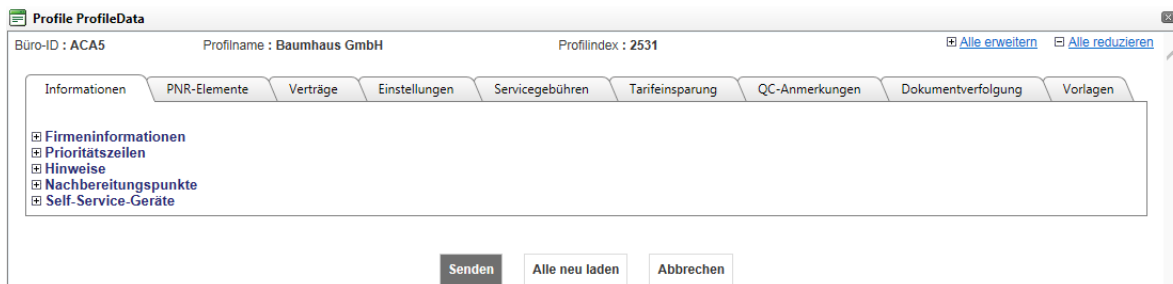 Profile ProfileData
Büro-ID : ACA5 Profilname : Baumhaus GmbH Profilindex : 2531 Alle erweitern Alle reduzieren
Informationen PNR-Elemente Verträge Einstellungen Servicegebühren Tarifeinsparung QC-Anmerkungen Dokumentverfolgung Vorlagen
Firmeninformationen
Prioritätszeilen
Hinweise
Nachbereitungspunkte
Self-Service-Geräte
Senden Alle neu laden Abbrechen